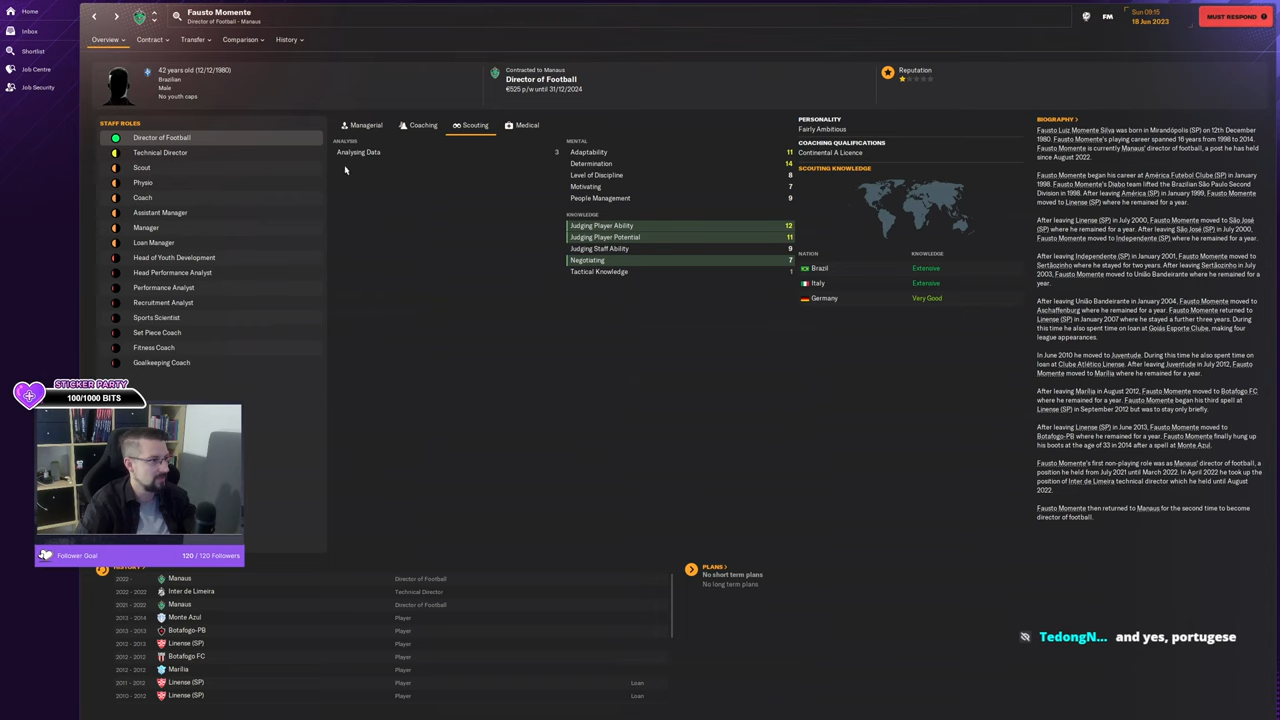 Home
Inbox
Shortlist
Job Centre
Job Security
Fausto Momente
Director of Football - Manaus
FM
Sun 09:15
18 Jun 2023
MUST RESPOND
Overview
Contract
Transfer
Comparison
History
42 years old (12/12/1980)
Brazilian
Male
No youth caps
Contracted to Manaus
Director of Football
€525 p/w until 31/12/2024
Reputation
STAFF ROLES
Director of Football
Technical Director
Scout
Physio
Coach
Assistant Manager
Manager
Loan Manager
Head of Youth Development
Head Performance Analyst
Performance Analyst
Recruitment Analyst
Sports Scientist
Set Piece Coach
Fitness Coach
Goalkeeping Coach
Managerial
Coaching
Scouting
Medical
ANALYSIS
Analysing Data 3
MENTAL
Adaptability 11
Determination 14
Level of Discipline 8
Motivating 7
People Management 9
KNOWLEDGE
Judging Player Ability 12
Judging Player Potential 11
Judging Staff Ability 9
Negotiating 7
Tactical Knowledge 1
PERSONALITY
Fairly Ambitious
COACHING QUALIFICATIONS
Continental A Licence
SCOUTING KNOWLEDGE
NATION KNOWLEDGE
Brazil Extensive
Italy Extensive
Germany Very Good
BIOGRAPHY >
Fausto Luiz Momente Silva was born in Mirandópolis (SP) on 12th December
1980. Fausto Momente's playing career spanned 16 years from 1998 to 2014.
Fausto Momente is currently Manaus' director of football, a post he has held
since August 2022.
Fausto Momente began his career at América Futebol Clube (SP) in January
1998. Fausto Momente's Diabo team lifted the Brazilian São Paulo Second
Division in 1998. After leaving América (SP) in January 1999, Fausto Momente
moved to Linense (SP) where he remained for a year.
After leaving Linense (SP) in July 2000, Fausto Momente moved to São José
(SP) where he remained for a year. After leaving São José (SP) in July 2000,
Fausto Momente moved to Independente (SP) where he remained for a year.
After leaving Independente (SP) in January 2001, Fausto Momente moved to
Sertãozinho where he stayed for two years. After leaving Sertãozinho in July
2003, Fausto Momente moved to União Bandeirante where he remained for a
year.
After leaving União Bandeirante in January 2004, Fausto Momente moved to
Aschaffenburg where he remained for a year. Fausto Momente returned to
Linense (SP) in January 2007 where he stayed a further three years. During
this time he also spent time on loan at Goiás Esporte Clube, making four
league appearances.
In June 2010 he moved to Juventude. During this time he also spent time on
loan at Clube Atlético Linense. After leaving Juventude in July 2012, Fausto
Momente moved to Marília where he remained for a year.
After leaving Marília in August 2012, Fausto Momente moved to Botafogo FC
where he remained for a year. Fausto Momente began his third spell at
Linense (SP) in September 2012 but was to stay only briefly.
After leaving Linense (SP) in June 2013, Fausto Momente moved to
Botafogo-PB where he remained for a year. Fausto Momente finally hung up
his boots at the age of 33 in 2014 after a spell at Monte Azul.
Fausto Momente's first non-playing role was as Manaus' director of football, a
position he held from July 2021 until March 2022. In April 2022 he took up the
position of Inter de Limeira technical director which he held until August
2022.
Fausto Momente then returned to Manaus for the second time to become
director of football.
STICKER PARTY
100/1000 BITS
Follower Goal 120 / 120 Followers
HISTORY >
2022 - Manaus Director of Football
2022 - 2022 Inter de Limeira Technical Director
2021 - 2022 Manaus Director of Football
2013 - 2014 Monte Azul Player
2013 - 2013 Botafogo-PB Player
2012 - 2013 Linense (SP) Player
2012 - 2012 Botafogo FC Player
2012 - 2012 Marília Player
2011 - 2012 Linense (SP) Player Loan
2010 - 2012 Linense (SP) Player Loan
PLANS >
No short term plans
No long term plans
TedongN... and yes, portugese